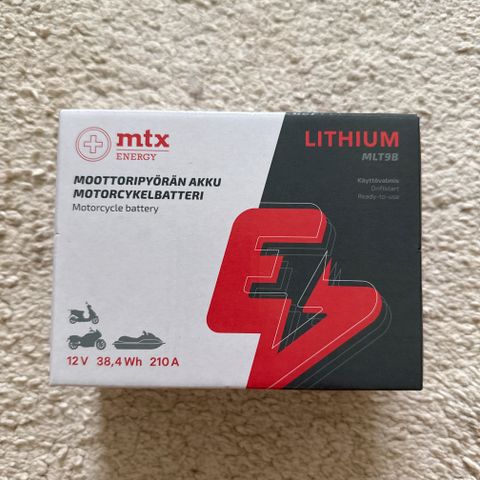 mtx
ENERGY
MOOTTORIPYÖRÄN AKKU
MOTORCYKELBATTERI
Motorcycle battery
12 V 38,4 Wh 210 A
LITHIUM
MLT9B
Käyttövalmis
Driftklart
Ready-to-use